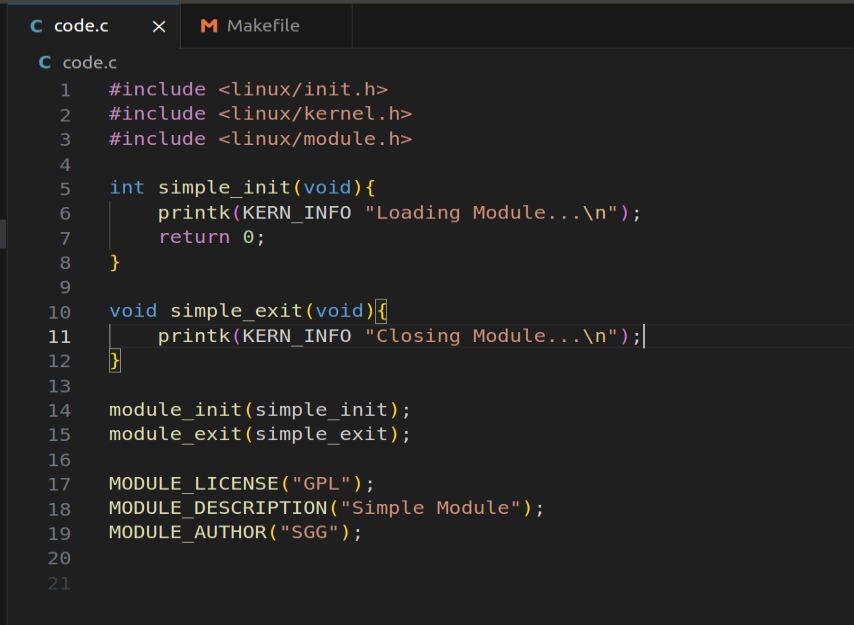 C code.c × M Makefile
C code.c
1 #include <linux/init.h>
2 #include <linux/kernel.h>
3 #include <linux/module.h>
4
5 int simple_init(void){
6     printk(KERN_INFO "Loading Module...\n");
7     return 0;
8 }
9
10 void simple_exit(void){
11     printk(KERN_INFO "Closing Module...\n");
12 }
13
14 module_init(simple_init);
15 module_exit(simple_exit);
16
17 MODULE_LICENSE("GPL");
18 MODULE_DESCRIPTION("Simple Module");
19 MODULE_AUTHOR("SGG");
20
21